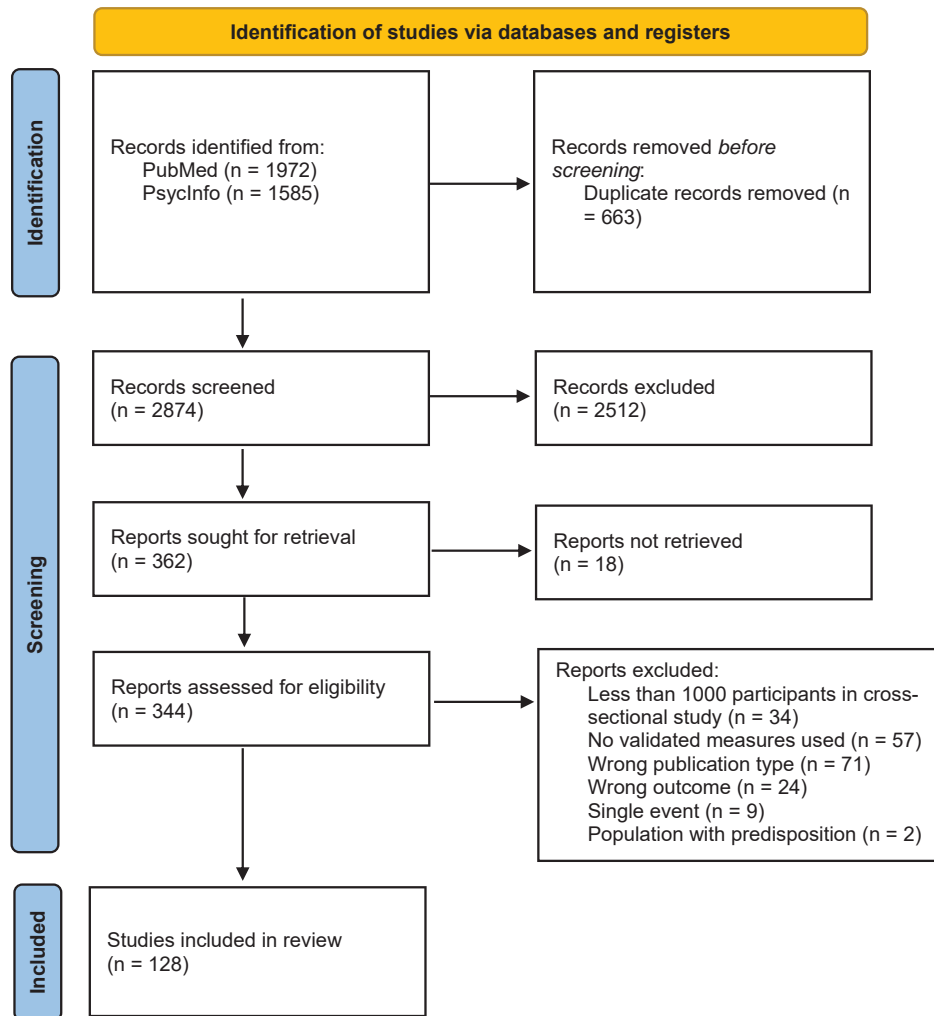 Identification of studies via databases and registers
Identification
Records identified from:
PubMed (n = 1972)
PsycInfo (n = 1585)
Records removed before
screening:
Duplicate records removed (n
= 663)
Screening
Records screened
(n = 2874)
Records excluded
(n = 2512)
Reports sought for retrieval
(n = 362)
Reports not retrieved
(n = 18)
Reports assessed for eligibility
(n = 344)
Reports excluded:
Less than 1000 participants in cross-
sectional study (n = 34)
No validated measures used (n = 57)
Wrong publication type (n = 71)
Wrong outcome (n = 24)
Single event (n = 9)
Population with predisposition (n = 2)
Included
Studies included in review
(n = 128)